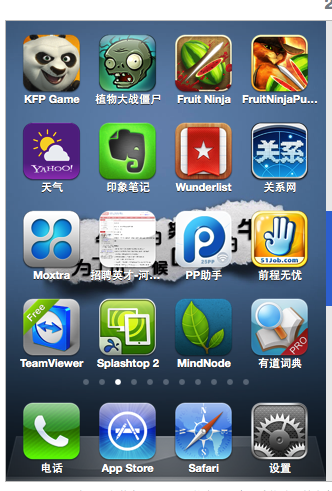 KFP Game
植物大战僵尸
Fruit Ninja
FruitNinjaPu...
YAHOO!
天气
印象笔记
Wunderlist
关系
关系网
Moxtra
招聘英才-河...
25PP
PP助手
51Job.com
前程无忧
Free
TeamViewer
Splashtop 2
MindNode
PRO
有道词典
电话
App Store
Safari
设置